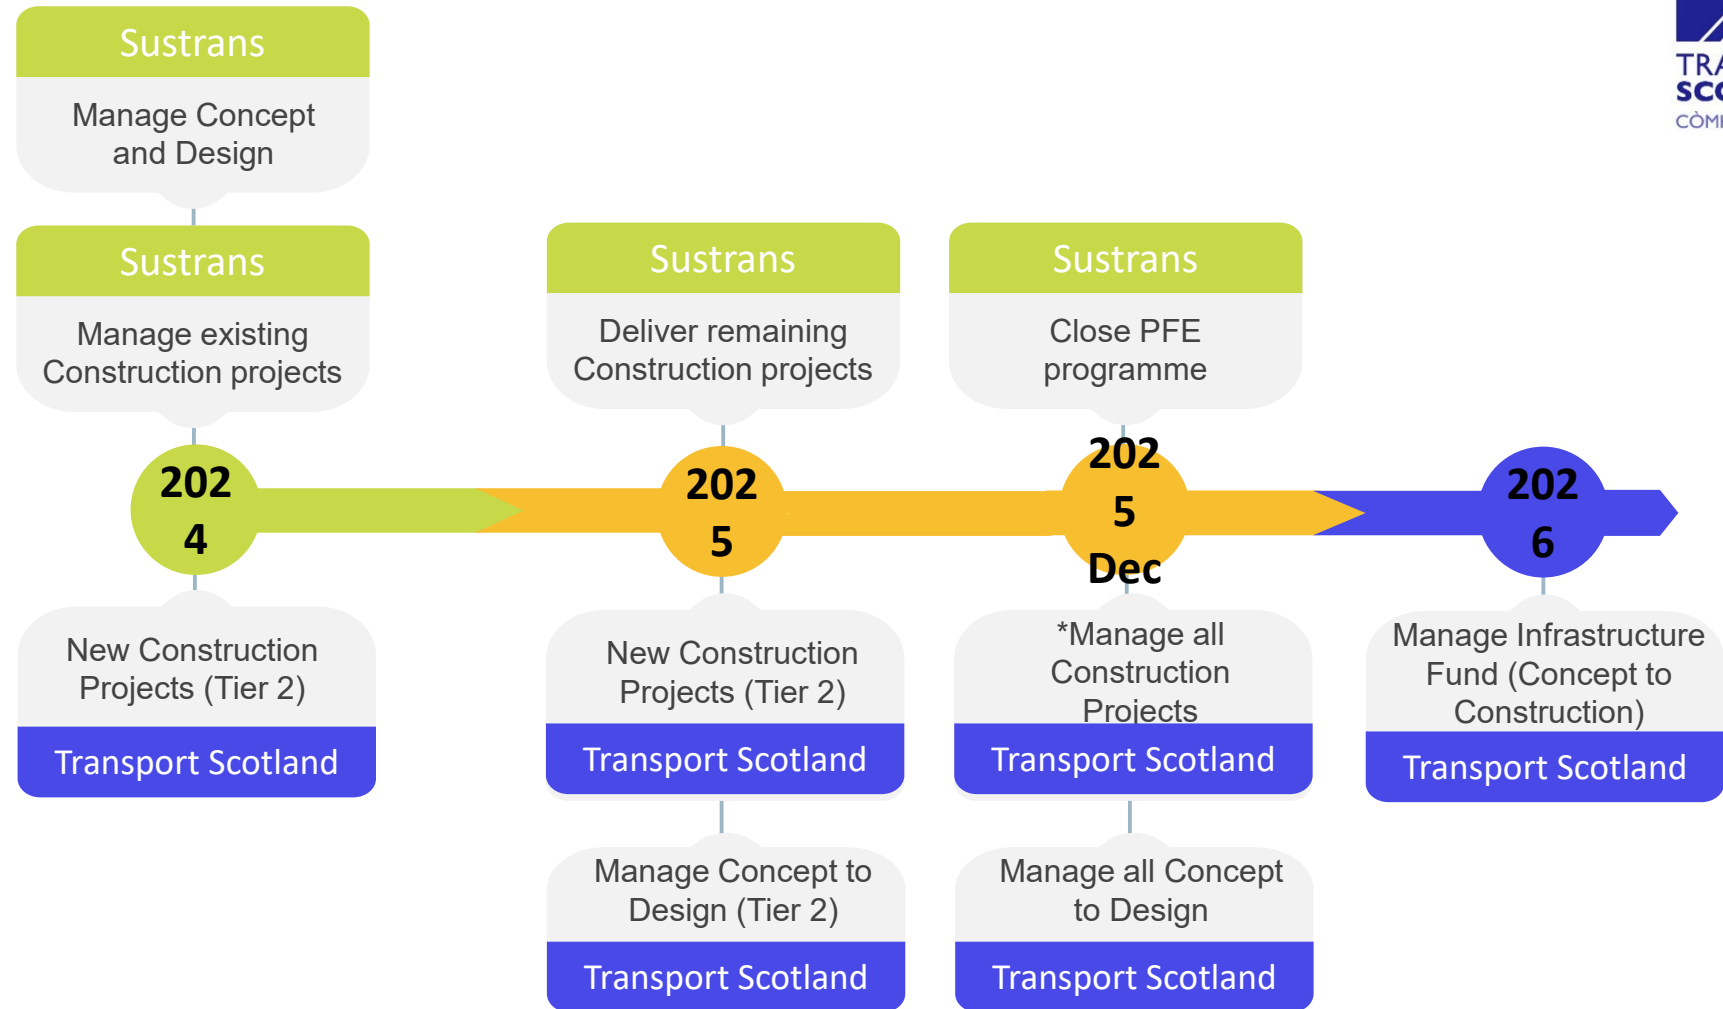 Sustrans
Manage Concept
and Design
Sustrans
Manage existing
Construction projects
Sustrans
Deliver remaining
Construction projects
Sustrans
Close PFE
programme
202
4
202
5
202
5
Dec
202
6
New Construction
Projects (Tier 2)
Transport Scotland
New Construction
Projects (Tier 2)
Transport Scotland
*Manage all
Construction
Projects
Transport Scotland
Manage Infrastructure
Fund (Concept to
Construction)
Transport Scotland
Manage Concept to
Design (Tier 2)
Transport Scotland
Manage all Concept
to Design
Transport Scotland